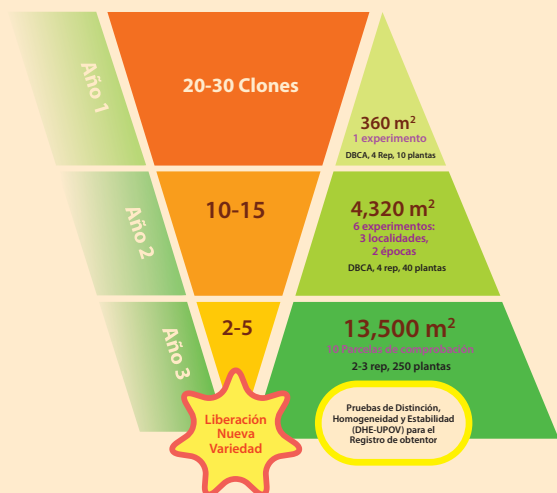 Año 1
20-30 Clones
360 m²
1 experimento
DBCA, 4 Rep, 10 plantas
Año 2
10-15
4,320 m²
6 experimentos:
3 localidades,
2 épocas
DBCA, 4 rep, 40 plantas
Año 3
2-5
13,500 m²
10 Parcelas de comprobación
2-3 rep, 250 plantas
Liberación
Nueva
Variedad
Pruebas de Distinción,
Homogeneidad y Estabilidad
(DHE-UPOV) para el
Registro de obtentor